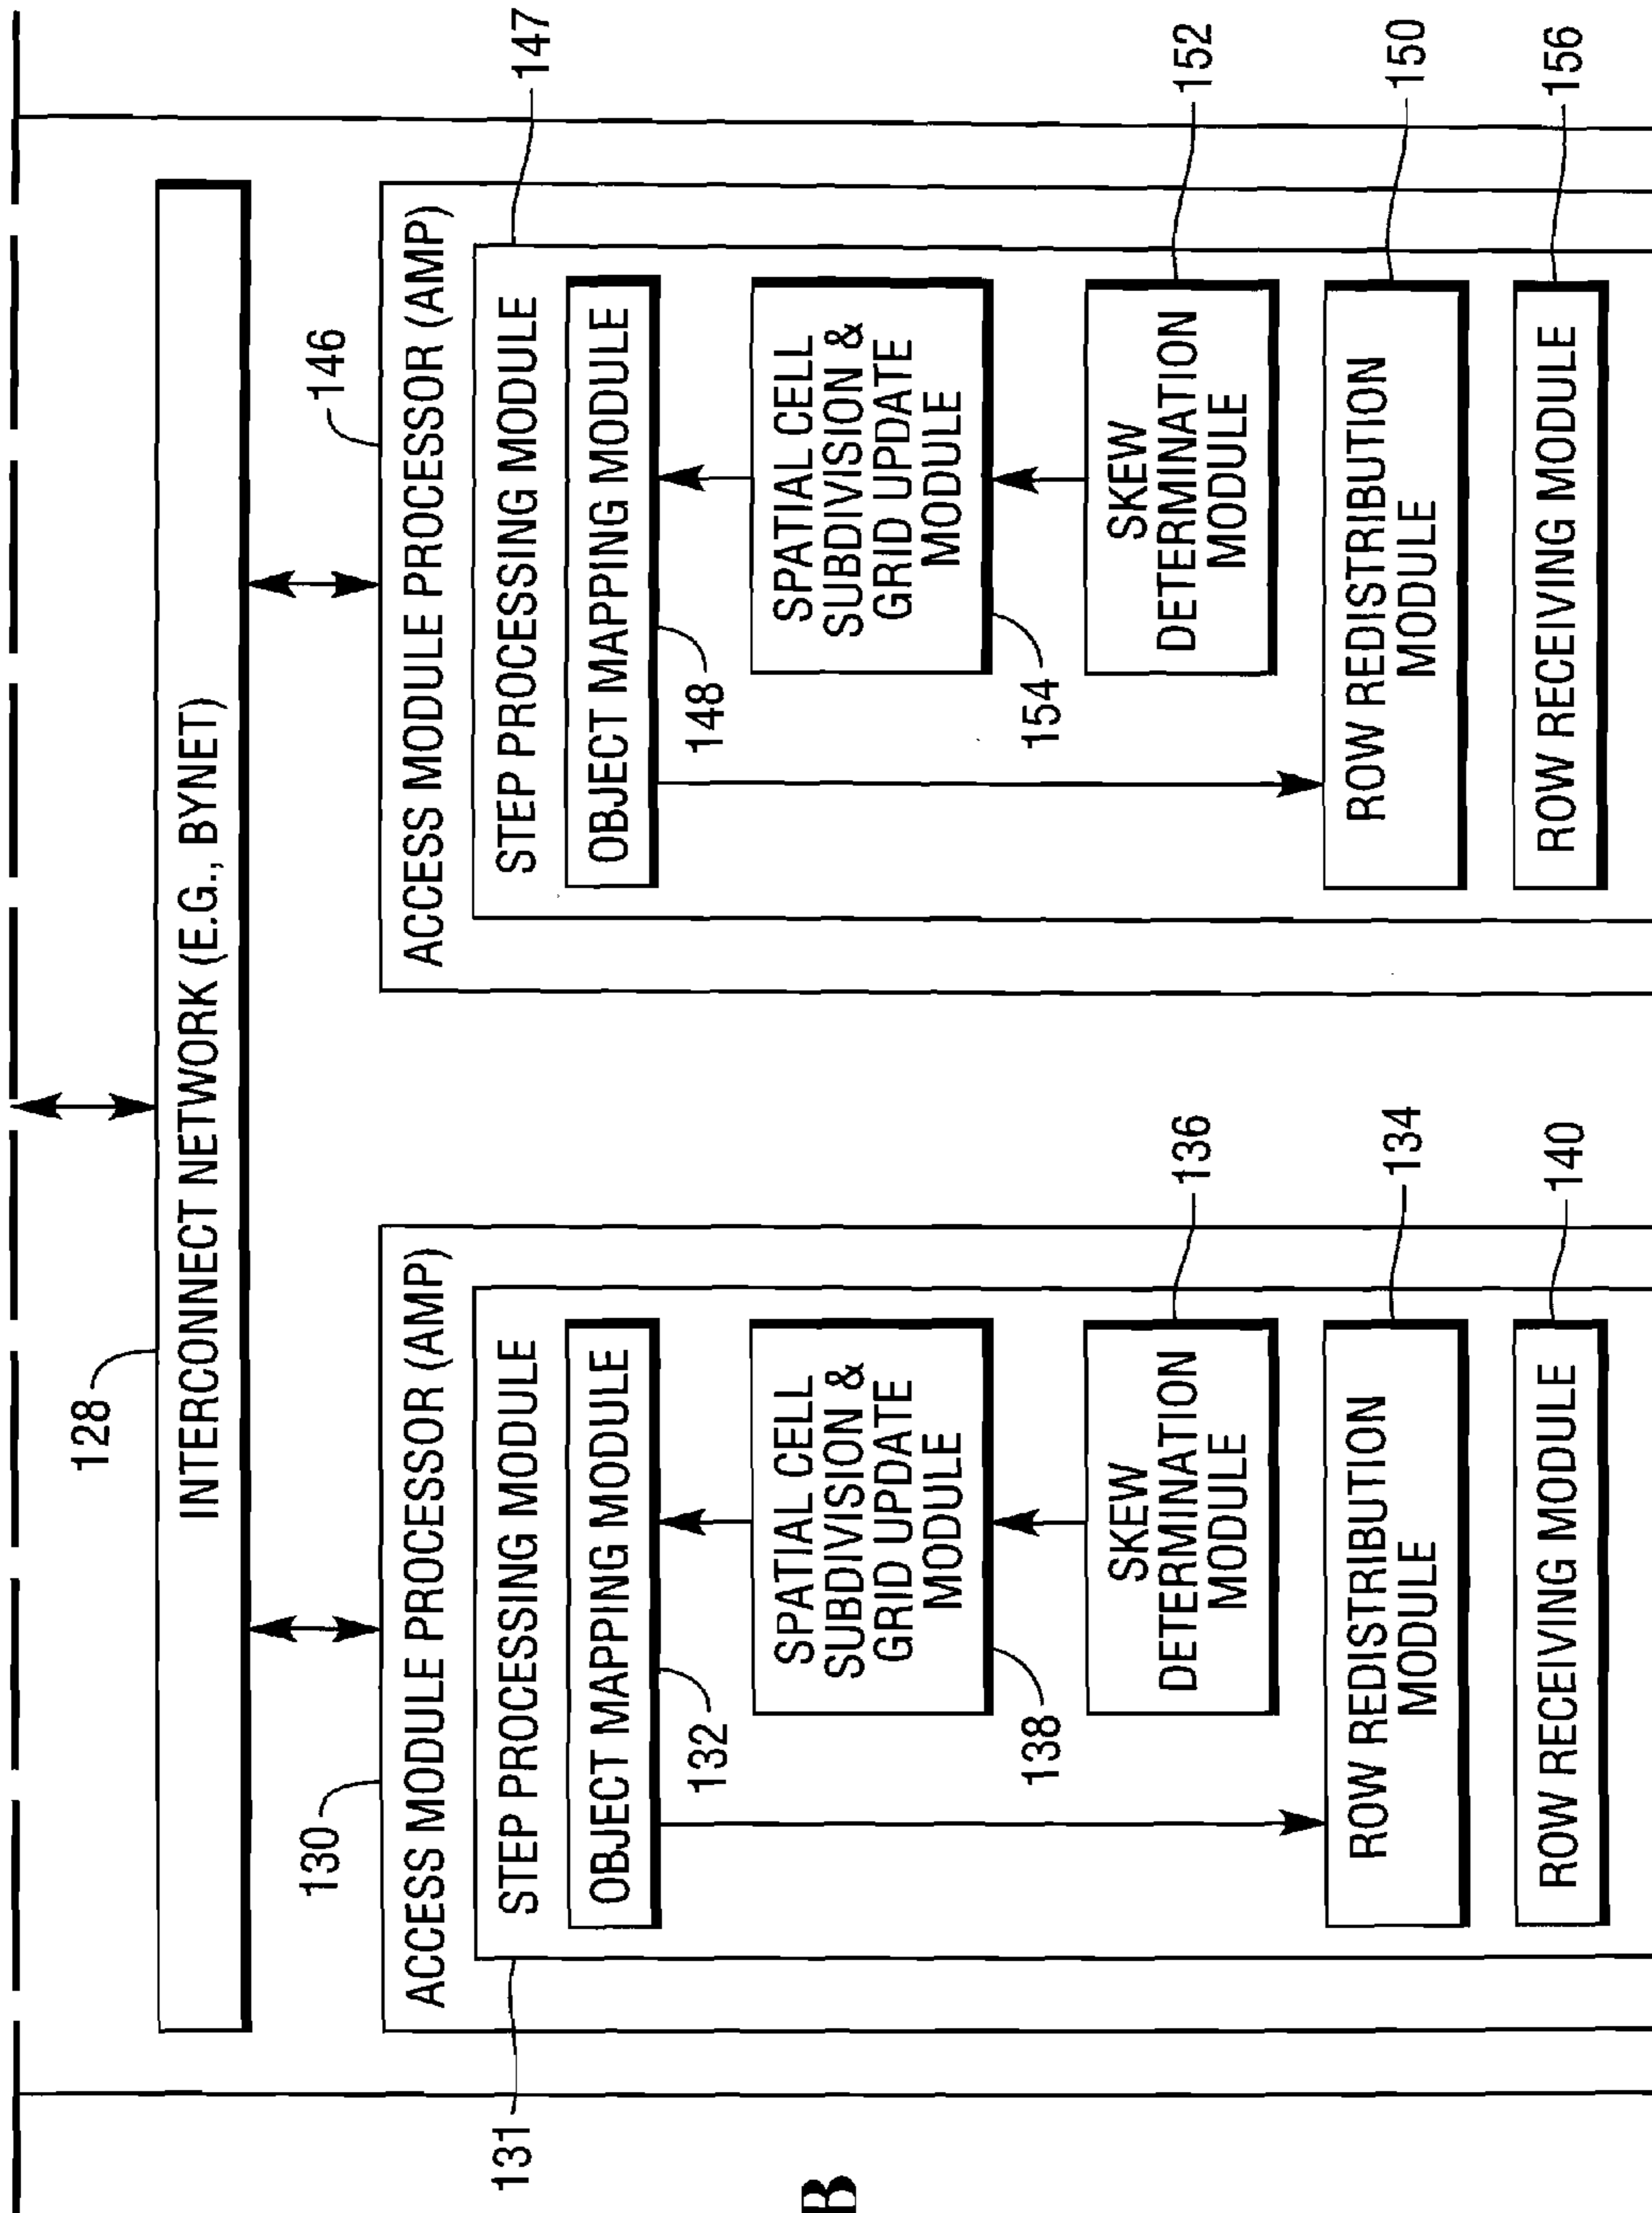 128
INTERCONNECT NETWORK (E.G., BYNET)
130
ACCESS MODULE PROCESSOR (AMP)
131
STEP PROCESSING MODULE
OBJECT MAPPING MODULE
132
SPATIAL CELL
SUBDIVISION &
GRID UPDATE
MODULE
138
SKEW
DETERMINATION
MODULE
136
ROW REDISTRIBUTION
MODULE
134
ROW RECEIVING MODULE
140
146
ACCESS MODULE PROCESSOR (AMP)
147
STEP PROCESSING MODULE
OBJECT MAPPING MODULE
148
SPATIAL CELL
SUBDIVISION &
GRID UPDATE
MODULE
154
SKEW
DETERMINATION
MODULE
152
ROW REDISTRIBUTION
MODULE
150
ROW RECEIVING MODULE
156
B